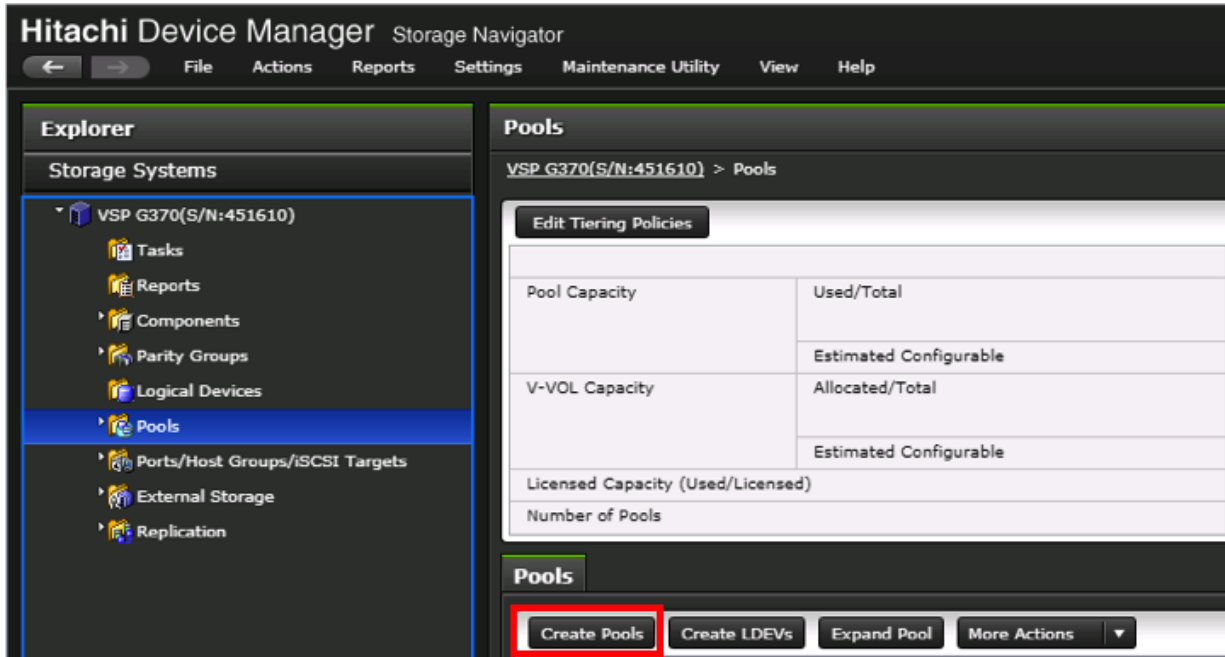 Hitachi Device Manager Storage Navigator
File Actions Reports Settings Maintenance Utility View Help
Explorer
Storage Systems
VSP G370(S/N:451610)
Tasks
Reports
Components
Parity Groups
Logical Devices
Pools
Ports/Host Groups/iSCSI Targets
External Storage
Replication
Pools
VSP G370(S/N:451610) > Pools
Edit Tiering Policies
Pool Capacity Used/Total
Estimated Configurable
V-VOL Capacity Allocated/Total
Estimated Configurable
Licensed Capacity (Used/Licensed)
Number of Pools
Pools
Create Pools Create LDEVs Expand Pool More Actions